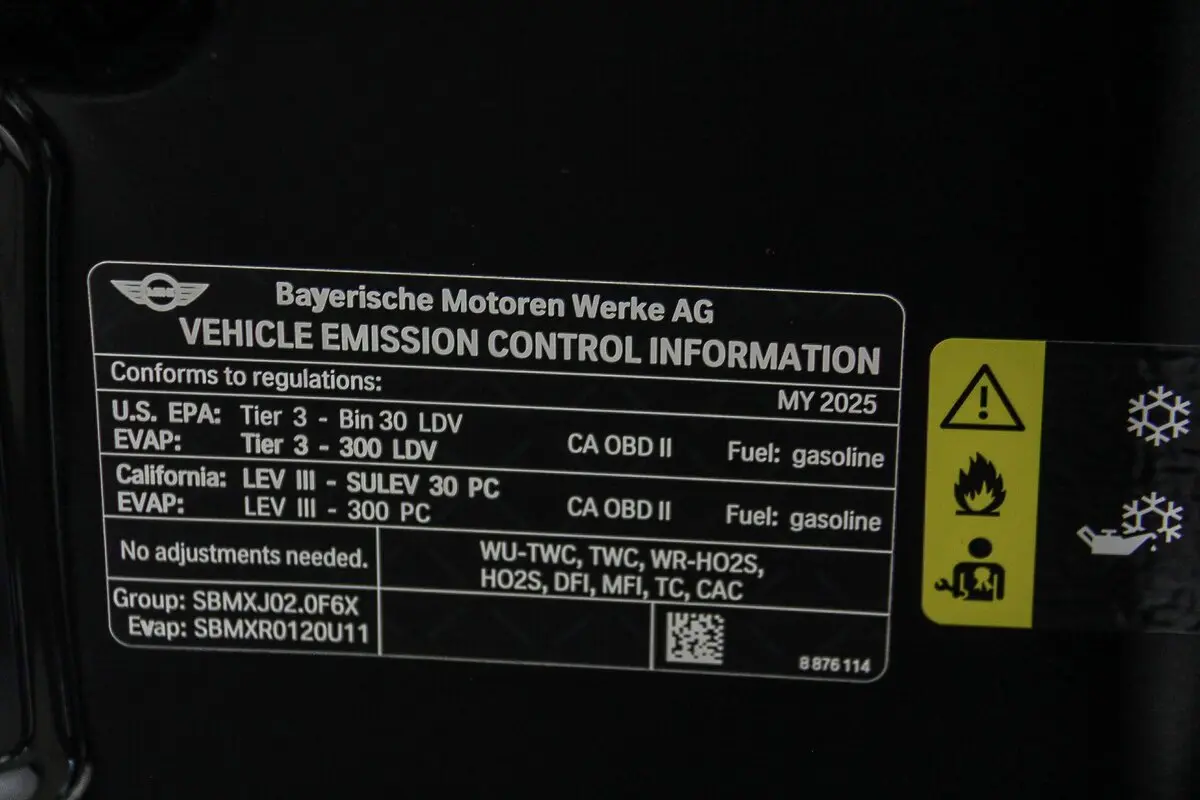 MINI
Bayerische Motoren Werke AG
VEHICLE EMISSION CONTROL INFORMATION
Conforms to regulations:
MY 2025
U.S. EPA: Tier 3 - Bin 30 LDV
EVAP: Tier 3 - 300 LDV
CA OBD II Fuel: gasoline
California: LEV III - SULEV 30 PC
EVAP: LEV III - 300 PC
CA OBD II Fuel: gasoline
No adjustments needed.
WU-TWC, TWC, WR-HO2S,
HO2S, DFI, MFI, TC, CAC
Group: SBMXJ02.0F6X
Evap: SBMXR0120U11
8 876 114